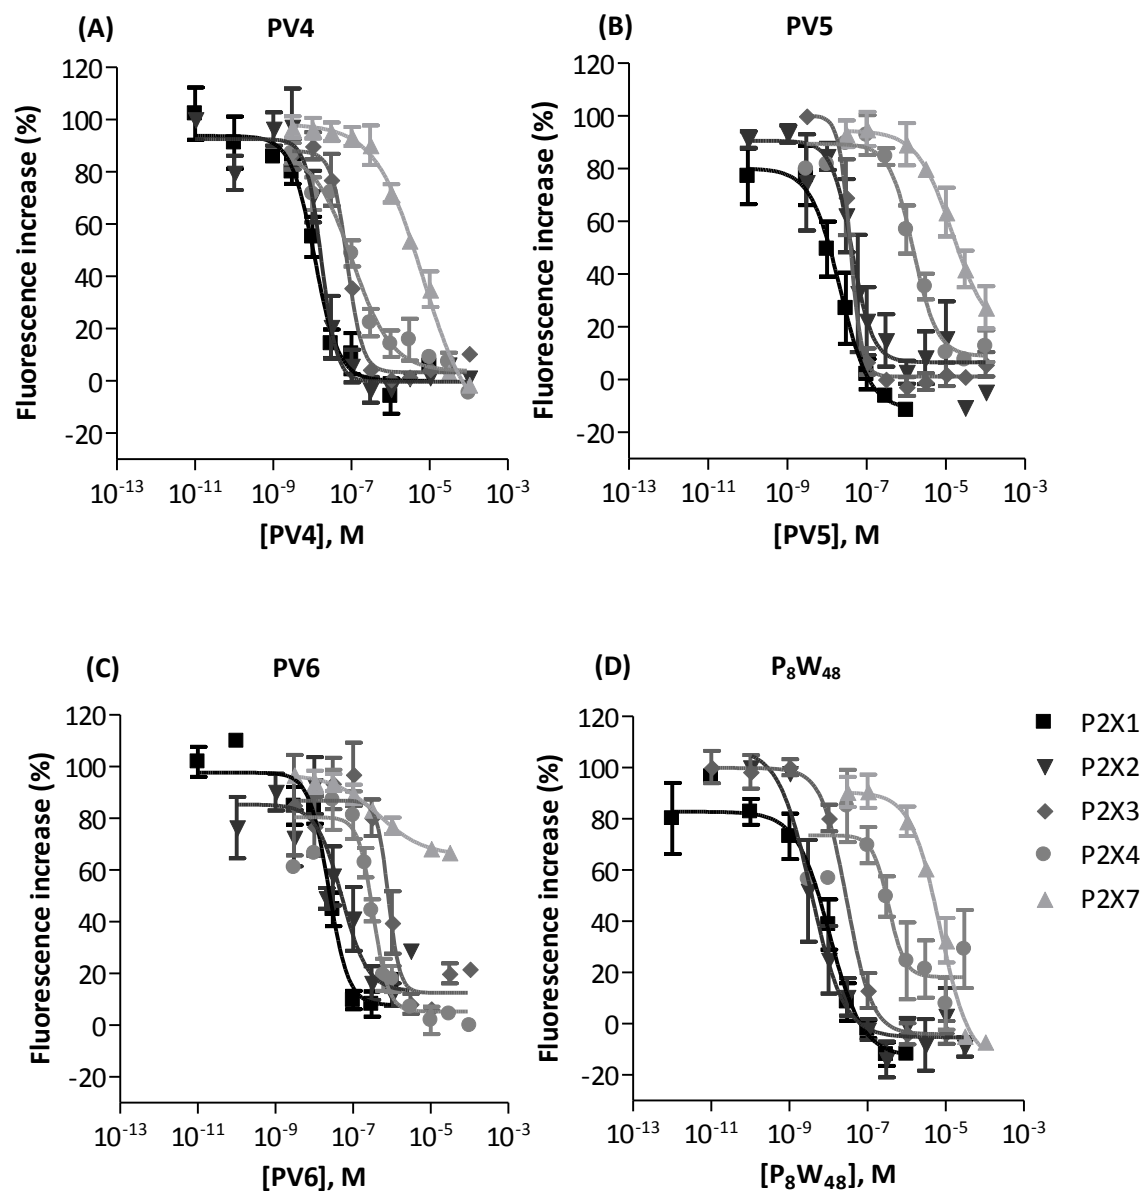 (A) PV4
Fluorescence increase (%)
120
100
80
60
40
20
0
-20
10⁻¹³ 10⁻¹¹ 10⁻⁹ 10⁻⁷ 10⁻⁵ 10⁻³
[PV4], M
(B) PV5
Fluorescence increase (%)
120
100
80
60
40
20
0
-20
10⁻¹³ 10⁻¹¹ 10⁻⁹ 10⁻⁷ 10⁻⁵ 10⁻³
[PV5], M
(C) PV6
Fluorescence increase (%)
120
100
80
60
40
20
0
-20
10⁻¹³ 10⁻¹¹ 10⁻⁹ 10⁻⁷ 10⁻⁵ 10⁻³
[PV6], M
(D) P₈W₄₈
Fluorescence increase (%)
120
100
80
60
40
20
0
-20
10⁻¹³ 10⁻¹¹ 10⁻⁹ 10⁻⁷ 10⁻⁵ 10⁻³
[P₈W₄₈], M
P2X1
P2X2
P2X3
P2X4
P2X7